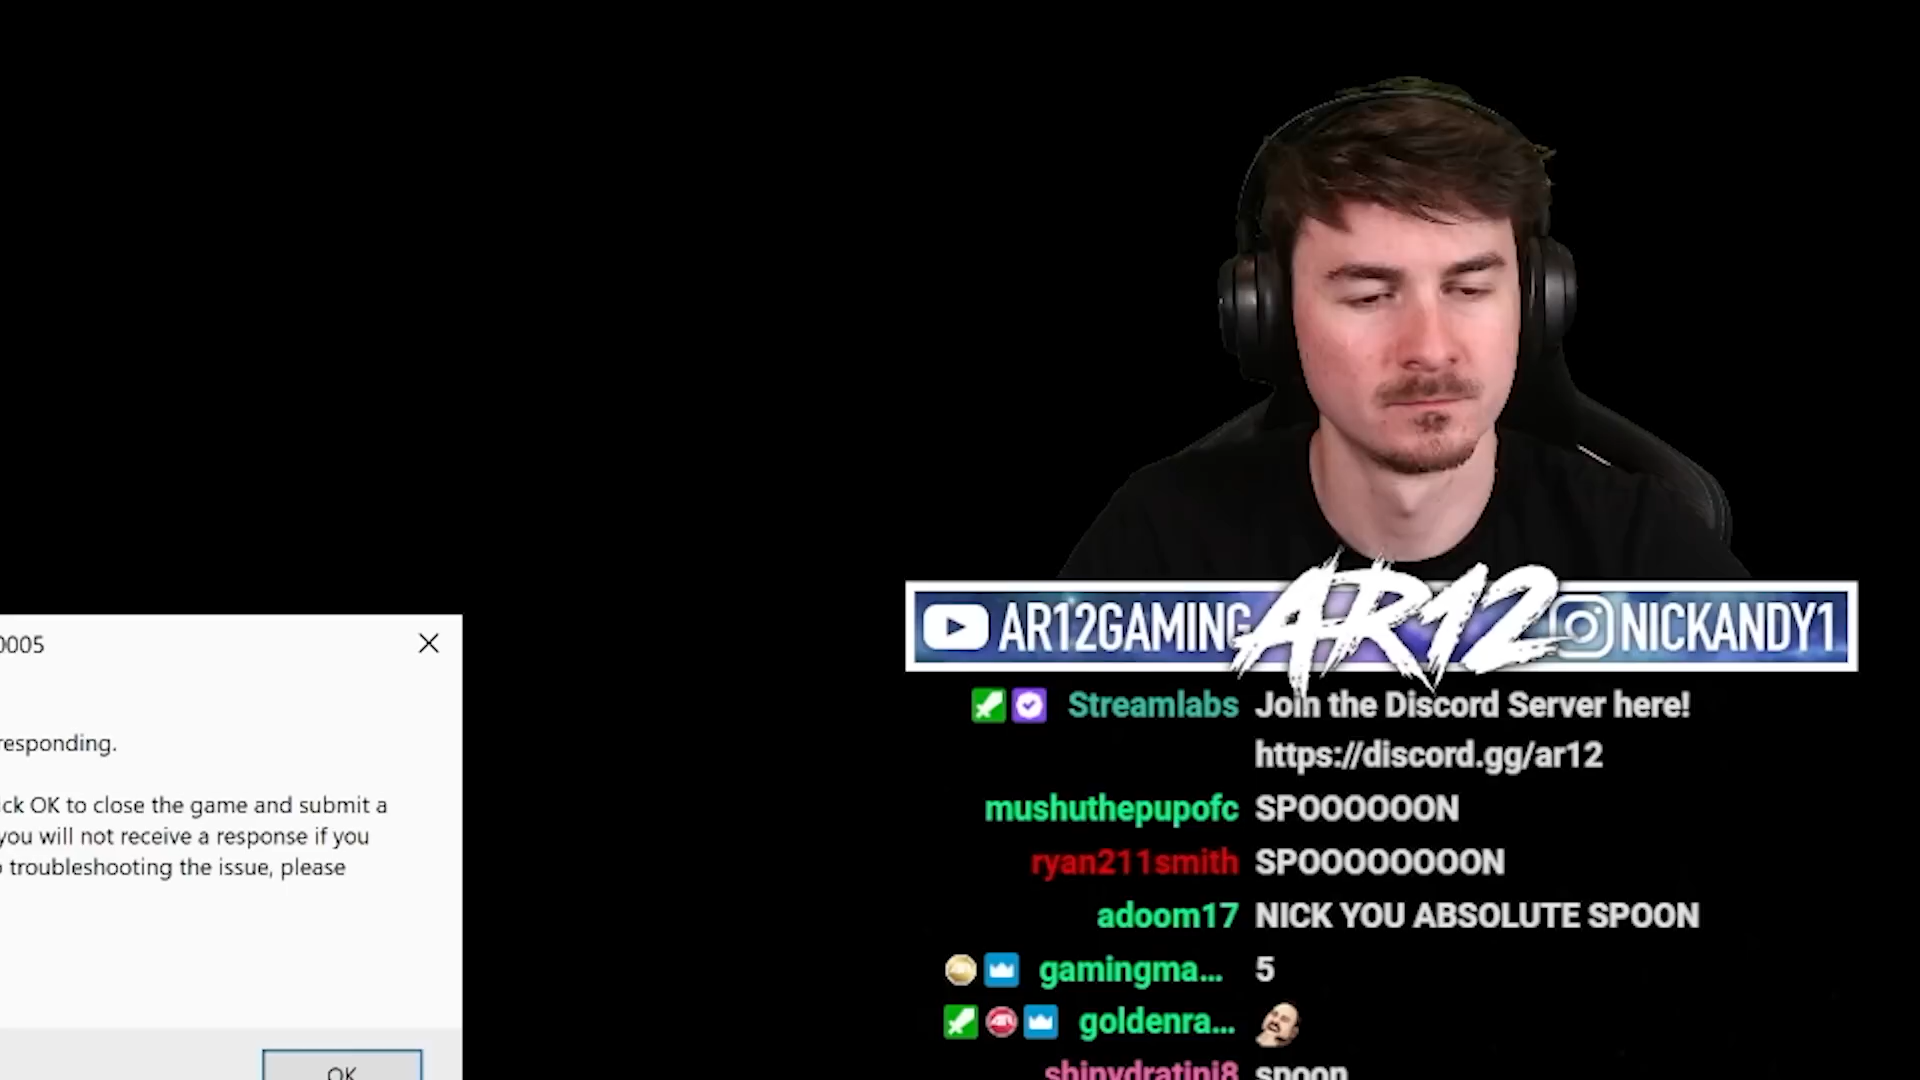 0005
responding.
ck OK to close the game and submit a
you will not receive a response if you
troubleshooting the issue, please
OK
AR12GAMING AR12 NICKANDY1
Streamlabs Join the Discord Server here!
https://discord.gg/ar12
mushuthepupofc SPOOOOOON
ryan211smith SPOOOOOOOON
adoom17 NICK YOU ABSOLUTE SPOON
gamingma... 5
goldenra...
shinydratini8 spoon